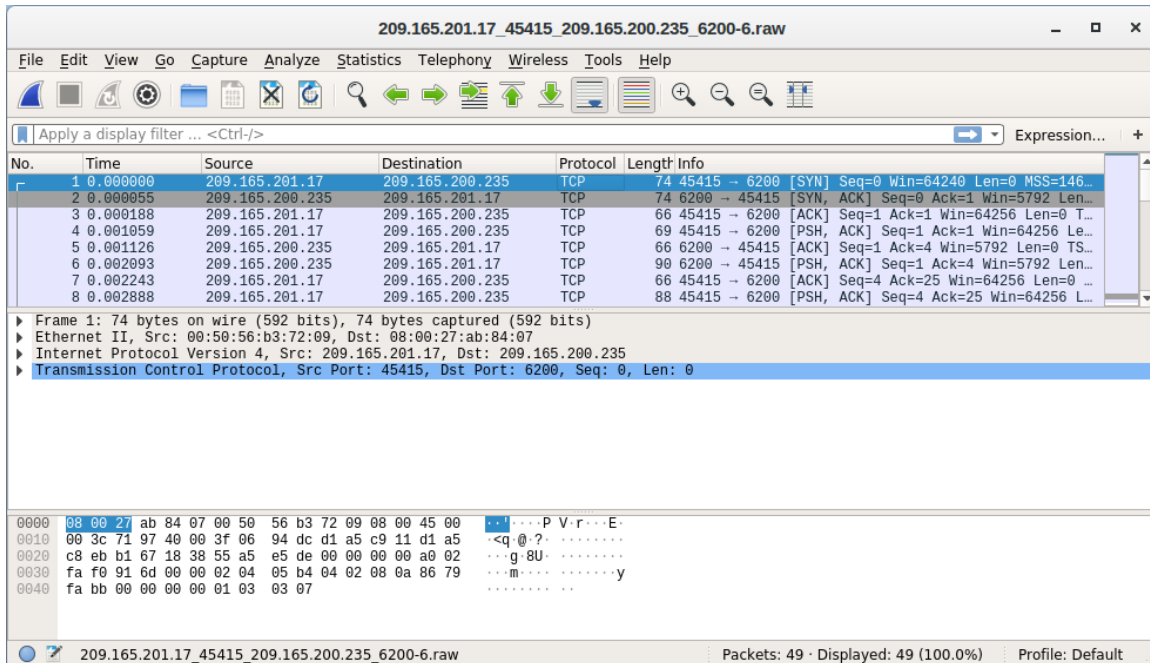 209.165.201.17_45415_209.165.200.235_6200-6.raw
File Edit View Go Capture Analyze Statistics Telephony Wireless Tools Help
Apply a display filter ... <Ctrl-/> Expression... +
No. Time Source Destination Protocol Length Info
1 0.000000 209.165.201.17 209.165.200.235 TCP 74 45415 → 6200 [SYN] Seq=0 Win=64240 Len=0 MSS=146…
2 0.000055 209.165.200.235 209.165.201.17 TCP 74 6200 → 45415 [SYN, ACK] Seq=0 Ack=1 Win=5792 Len…
3 0.000188 209.165.201.17 209.165.200.235 TCP 66 45415 → 6200 [ACK] Seq=1 Ack=1 Win=64256 Len=0 T…
4 0.001059 209.165.201.17 209.165.200.235 TCP 69 45415 → 6200 [PSH, ACK] Seq=1 Ack=1 Win=64256 Le…
5 0.001126 209.165.200.235 209.165.201.17 TCP 66 6200 → 45415 [ACK] Seq=1 Ack=4 Win=5792 Len=0 TS…
6 0.002093 209.165.200.235 209.165.201.17 TCP 90 6200 → 45415 [PSH, ACK] Seq=1 Ack=4 Win=5792 Len…
7 0.002243 209.165.201.17 209.165.200.235 TCP 66 45415 → 6200 [ACK] Seq=4 Ack=25 Win=64256 Len=0 …
8 0.002888 209.165.201.17 209.165.200.235 TCP 88 45415 → 6200 [PSH, ACK] Seq=4 Ack=25 Win=64256 L…
Frame 1: 74 bytes on wire (592 bits), 74 bytes captured (592 bits)
Ethernet II, Src: 00:50:56:b3:72:09, Dst: 08:00:27:ab:84:07
Internet Protocol Version 4, Src: 209.165.201.17, Dst: 209.165.200.235
Transmission Control Protocol, Src Port: 45415, Dst Port: 6200, Seq: 0, Len: 0
0000 08 00 27 ab 84 07 00 50 56 b3 72 09 08 00 45 00 ··'····P V·r···E·
0010 00 3c 71 97 40 00 3f 06 94 dc d1 a5 c9 11 d1 a5 ·<q·@·?· ········
0020 c8 eb b1 67 18 38 55 a5 e5 de 00 00 00 00 a0 02 ···g·8U· ········
0030 fa f0 91 6d 00 00 02 04 05 b4 04 02 08 0a 86 79 ···m···· ·······y
0040 fa bb 00 00 00 00 01 03 03 07 ········ ··
209.165.201.17_45415_209.165.200.235_6200-6.raw Packets: 49 · Displayed: 49 (100.0%) Profile: Default